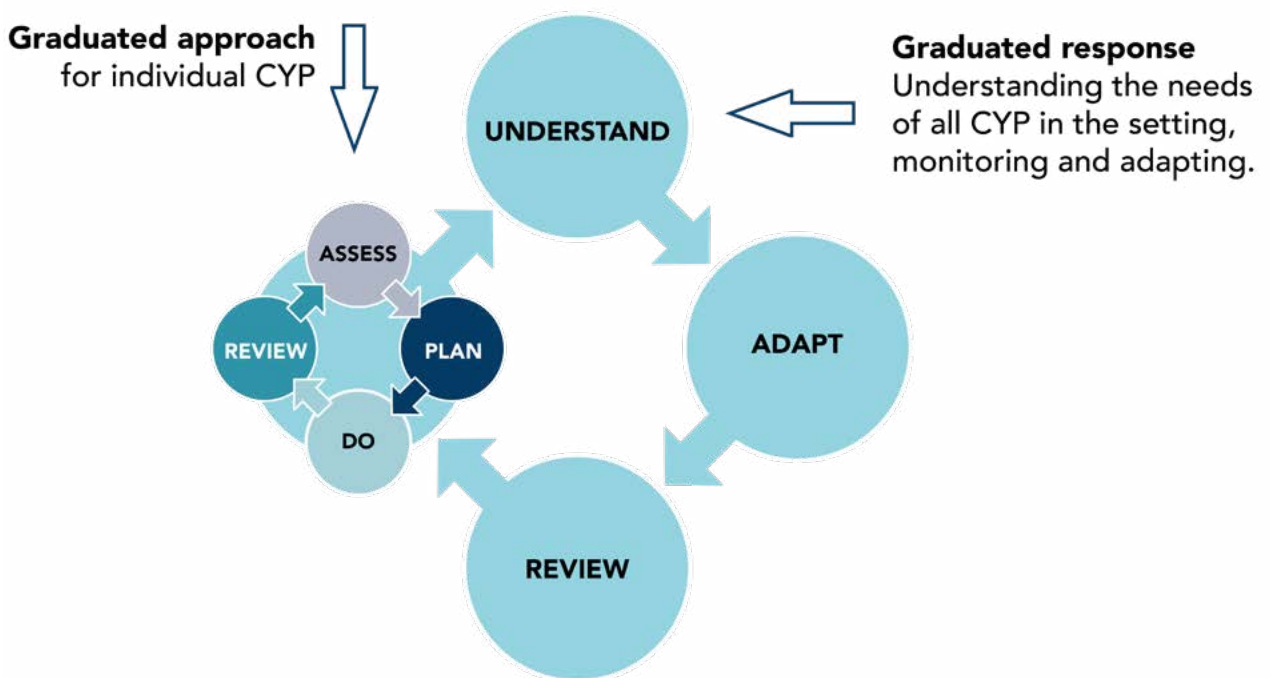 Graduated approach
for individual CYP
Graduated response
Understanding the needs
of all CYP in the setting,
monitoring and adapting.
UNDERSTAND
ADAPT
REVIEW
ASSESS
PLAN
DO
REVIEW